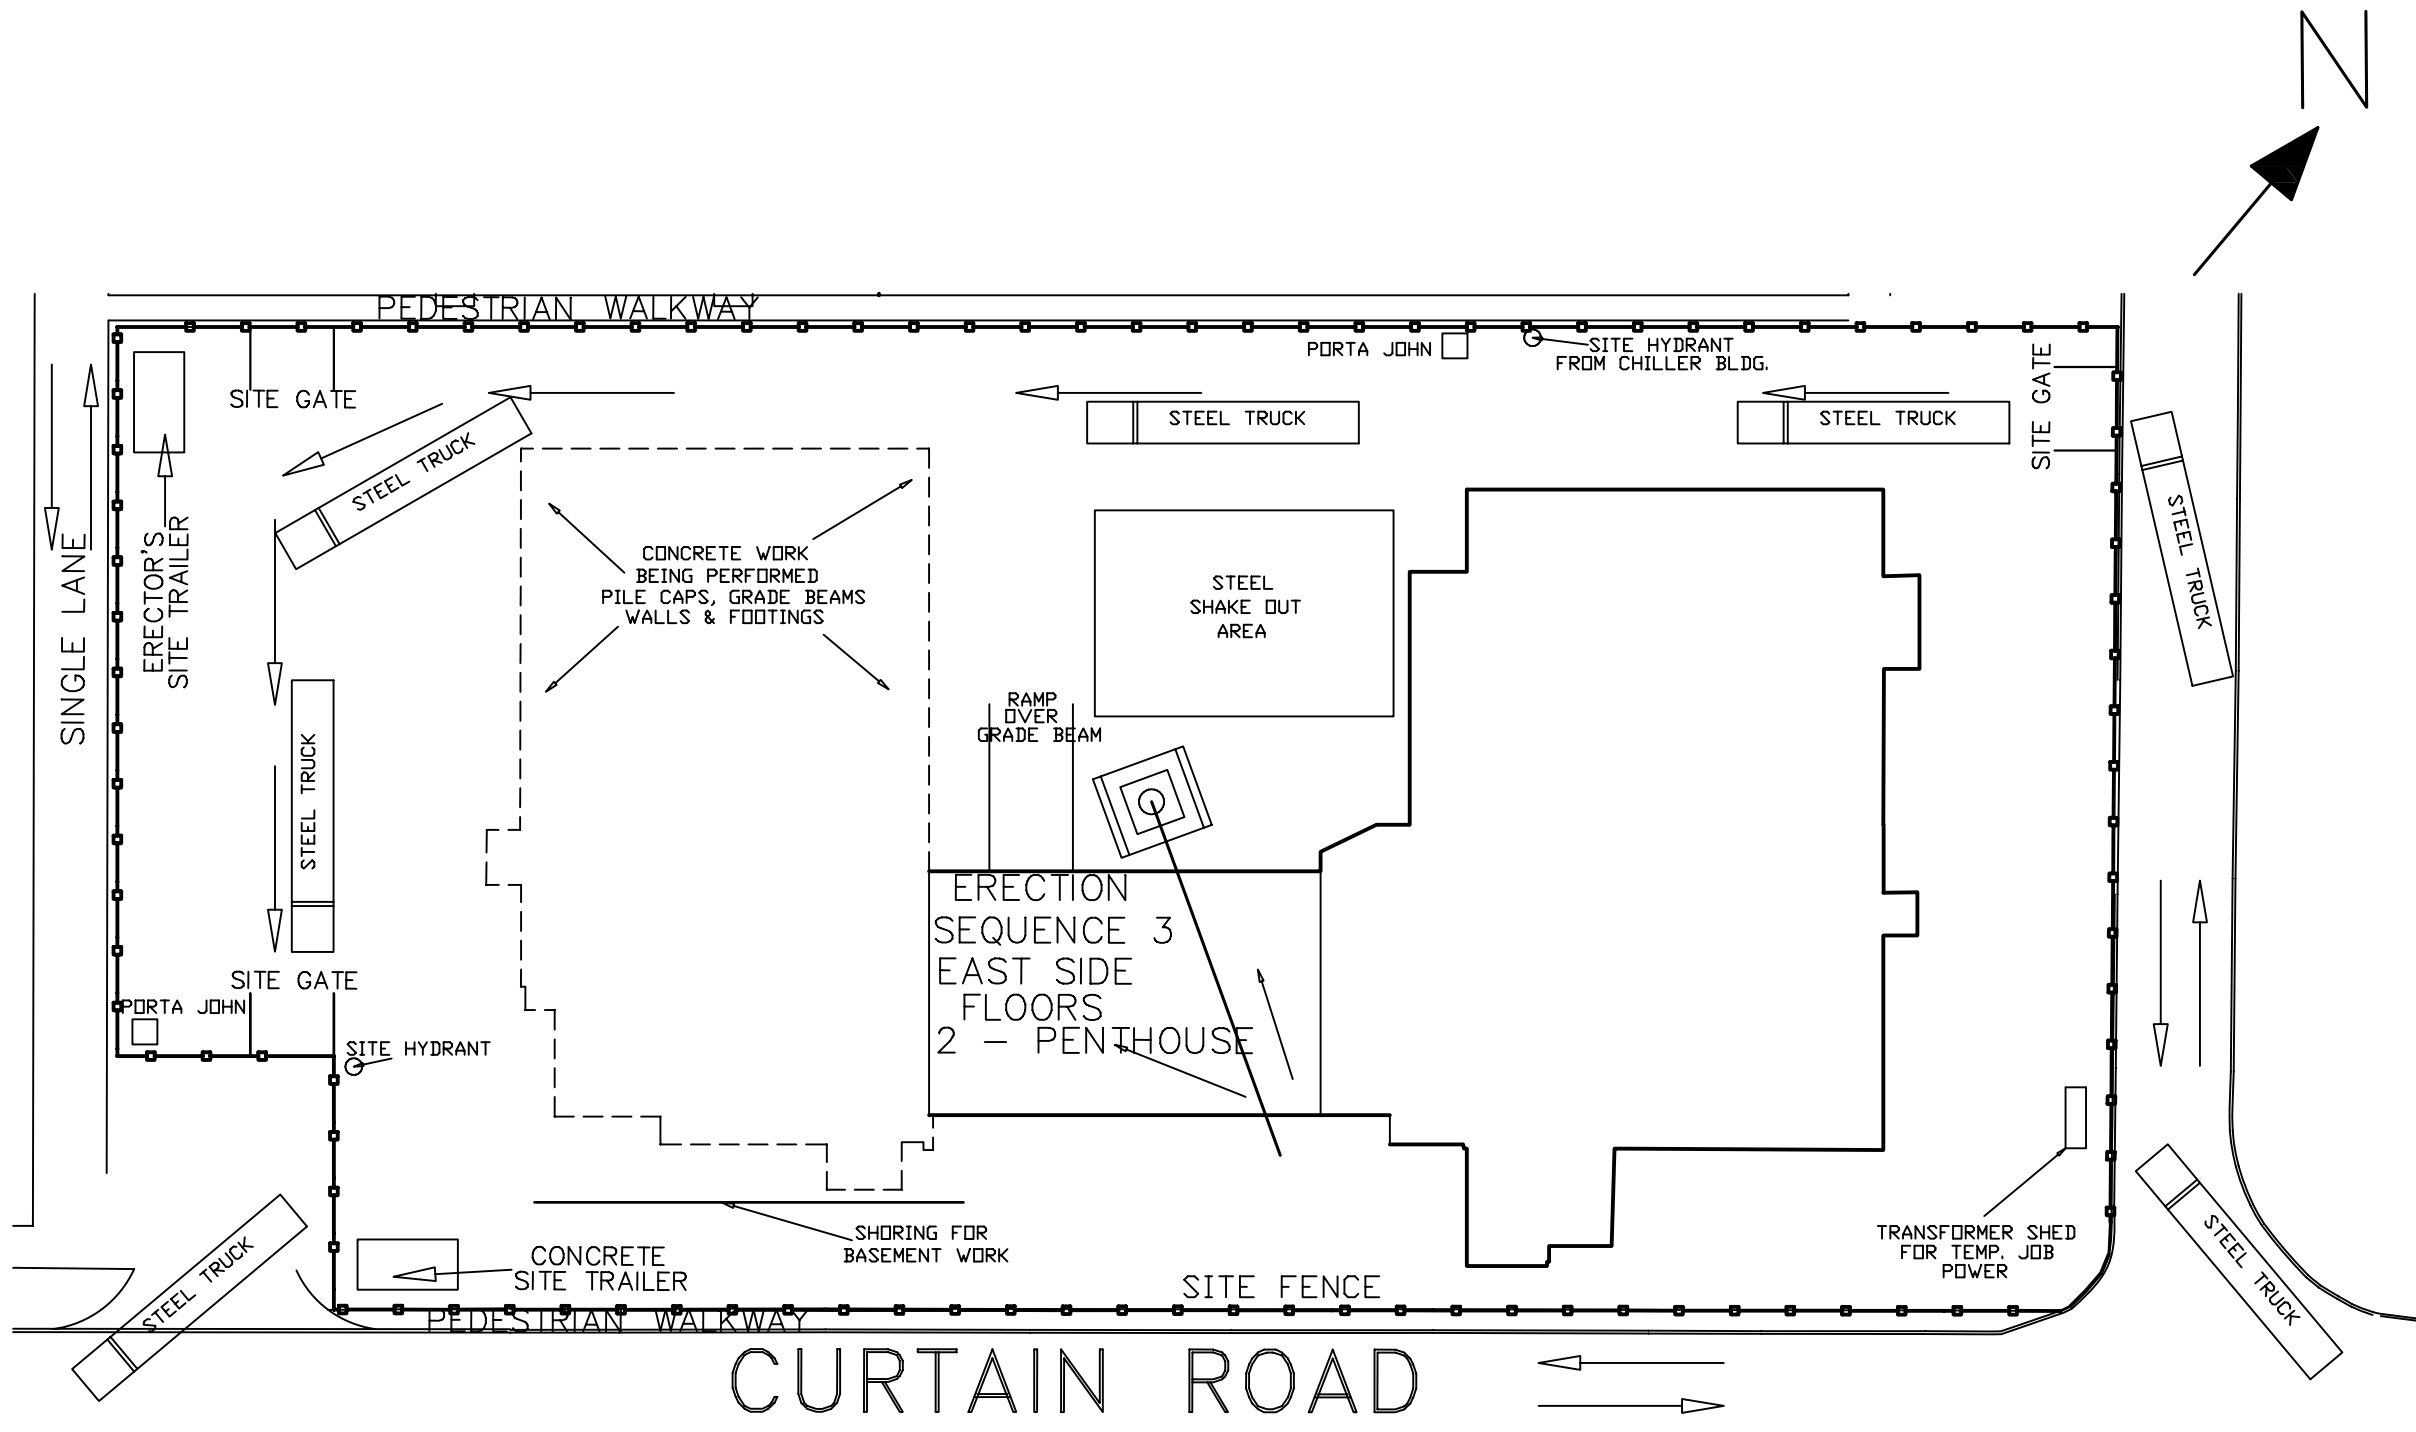 N
PEDESTRIAN WALKWAY
PORTA JOHN
SITE HYDRANT
FROM CHILLER BLDG.
SITE GATE
SITE GATE
STEEL TRUCK
STEEL TRUCK
STEEL TRUCK
STEEL TRUCK
SINGLE LANE
ERECTOR'S
SITE TRAILER
CONCRETE WORK
BEING PERFORMED
PILE CAPS, GRADE BEAMS
WALLS & FOOTINGS
STEEL
SHAKE OUT
AREA
RAMP
OVER
GRADE BEAM
STEEL TRUCK
ERECTION
SEQUENCE 3
EAST SIDE
FLOORS
2 - PENTHOUSE
SITE GATE
PORTA JOHN
SITE HYDRANT
STEEL TRUCK
CONCRETE
SITE TRAILER
SHORING FOR
BASEMENT WORK
SITE FENCE
TRANSFORMER SHED
FOR TEMP. JOB
POWER
STEEL TRUCK
PEDESTRIAN WALKWAY
CURTAIN ROAD